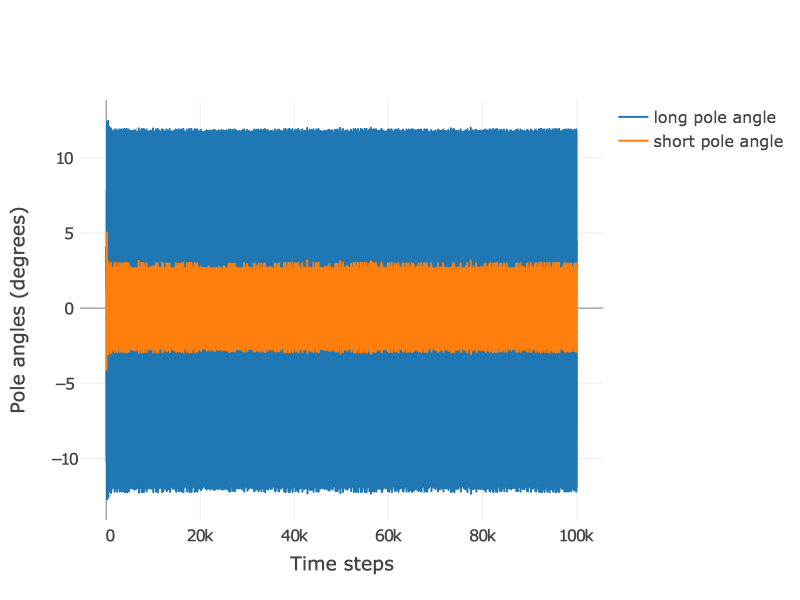 long pole angle
short pole angle
Pole angles (degrees)
10
5
0
−5
−10
0
20k
40k
60k
80k
100k
Time steps